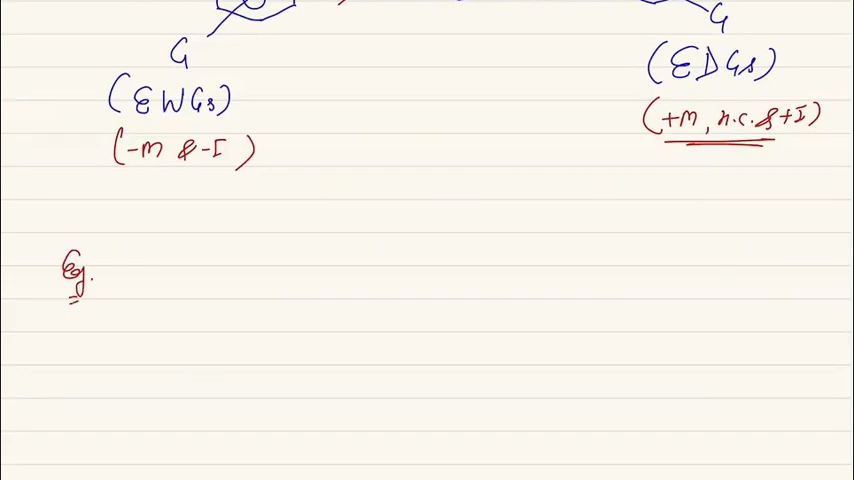 G
G
(EWGs)
(EDGs)
(-M & -I)
(+M, H.C. & +I)
Eg.